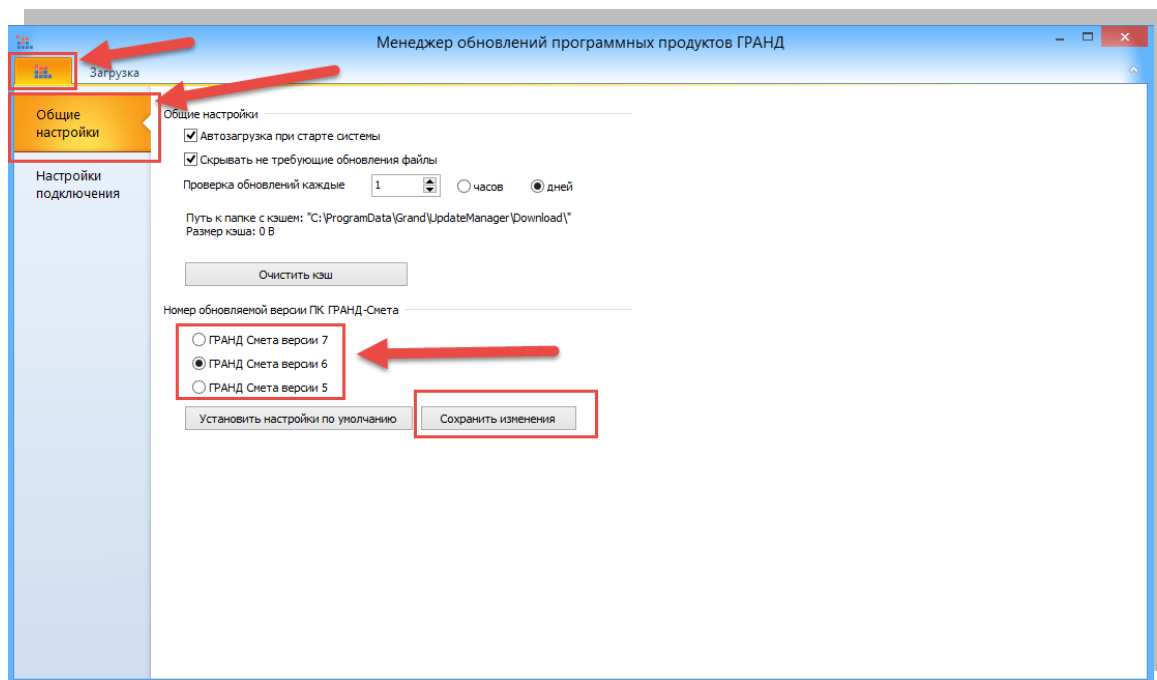 Менеджер обновлений программных продуктов ГРАНД
Загрузка
Общие
настройки
Настройки
подключения
Общие настройки
Автозагрузка при старте системы
Скрывать не требующие обновления файлы
Проверка обновлений каждые 1 часов дней
Путь к папке с кэшем: "C:\ProgramData\Grand\UpdateManager\Download\"
Размер кэша: 0 B
Очистить кэш
Номер обновляемой версии ПК ГРАНД-Смета
ГРАНД Смета версии 7
ГРАНД Смета версии 6
ГРАНД Смета версии 5
Установить настройки по умолчанию Сохранить изменения